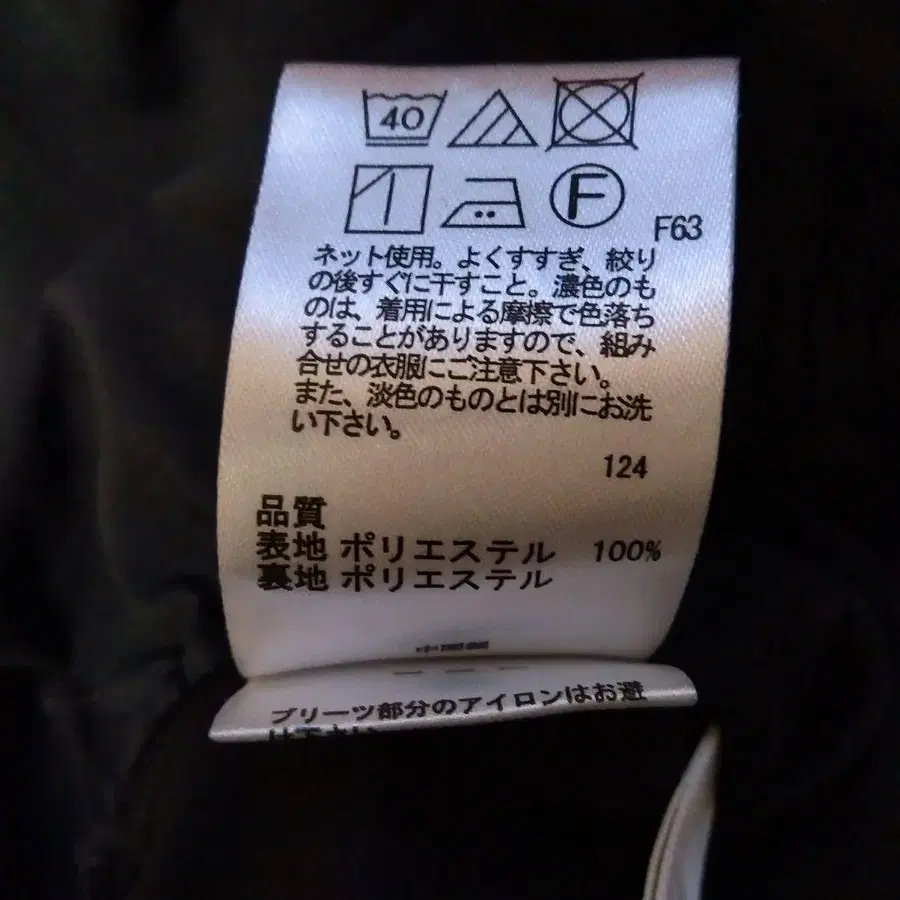 40
F
F63
ネット使用。よくすすぎ、絞り
の後すぐに干すこと。濃色のも
のは、着用による摩擦で色落ち
することがありますので、組み
合せの衣服にご注意下さい。
また、淡色のものとは別にお洗
い下さい。
124
品質
表地 ポリエステル 100%
裏地 ポリエステル
プリーツ部分のアイロンはお避
け下さい